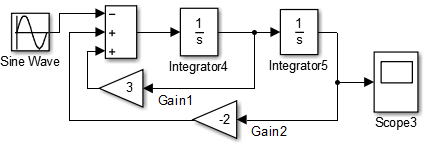 −
+
+
1
s
1
s
Sine Wave
Integrator4
Integrator5
3
Gain1
-2
Gain2
Scope3